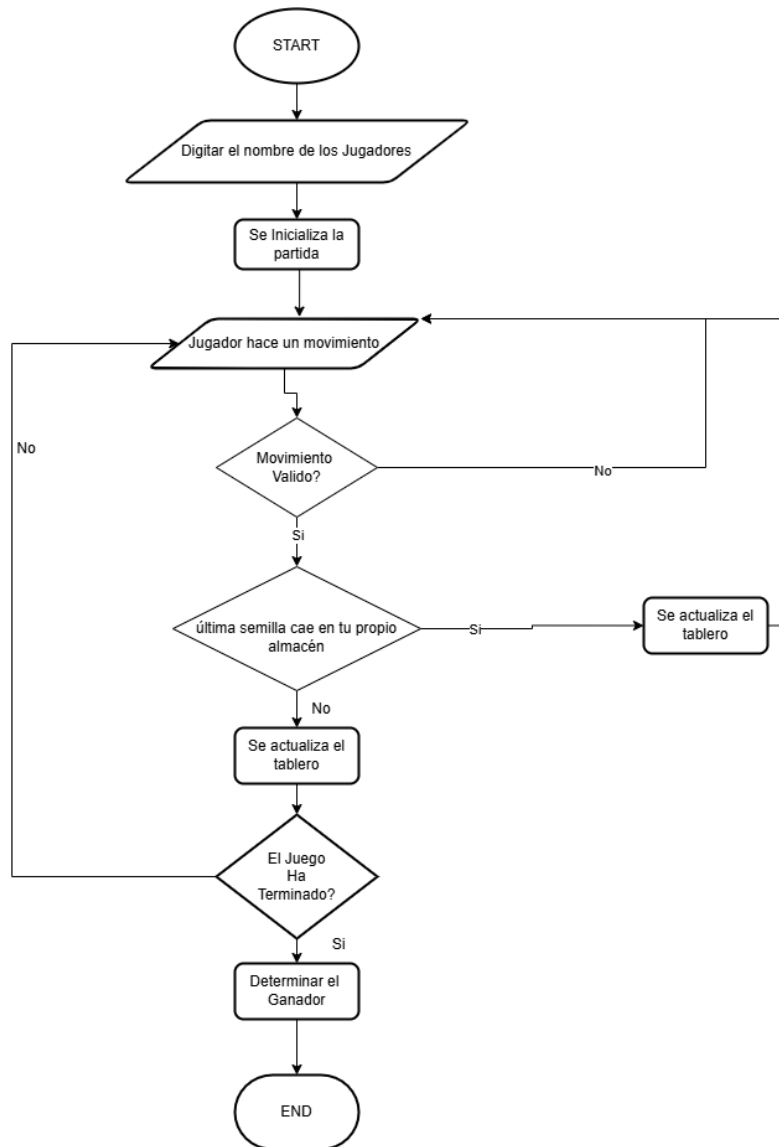 START
Digitar el nombre de los Jugadores
Se Inicializa la
partida
Jugador hace un movimiento
No
Movimiento
Valido?
No
Si
última semilla cae en tu propio
almacén
Si
Se actualiza el
tablero
No
Se actualiza el
tablero
El Juego
Ha
Terminado?
Si
Determinar el
Ganador
END